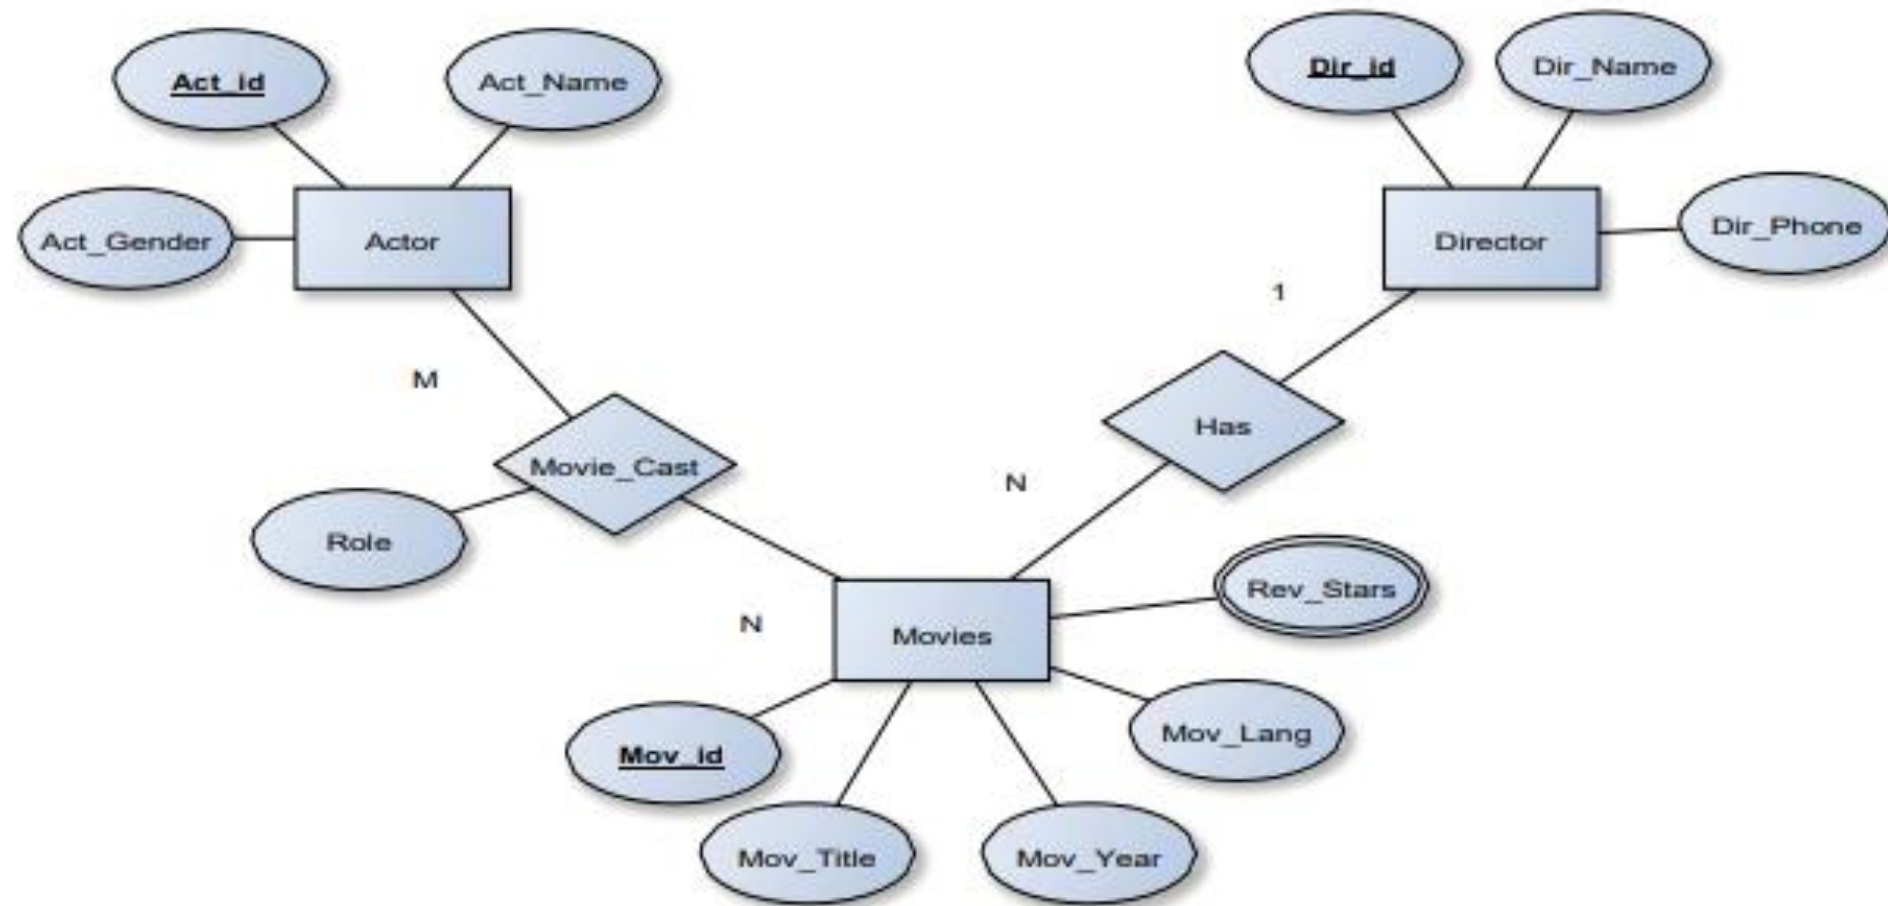 Act_id
Act_Name
Dir_id
Dir_Name
Act_Gender
Actor
Director
Dir_Phone
1
M
Has
Movie_Cast
N
Role
Rev_Stars
N
Movies
Mov_Lang
Mov_id
Mov_Title
Mov_Year